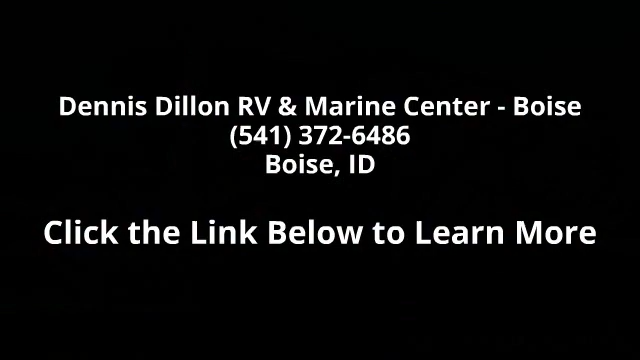 Dennis Dillon RV & Marine Center - Boise
(541) 372-6486
Boise, ID
Click the Link Below to Learn More